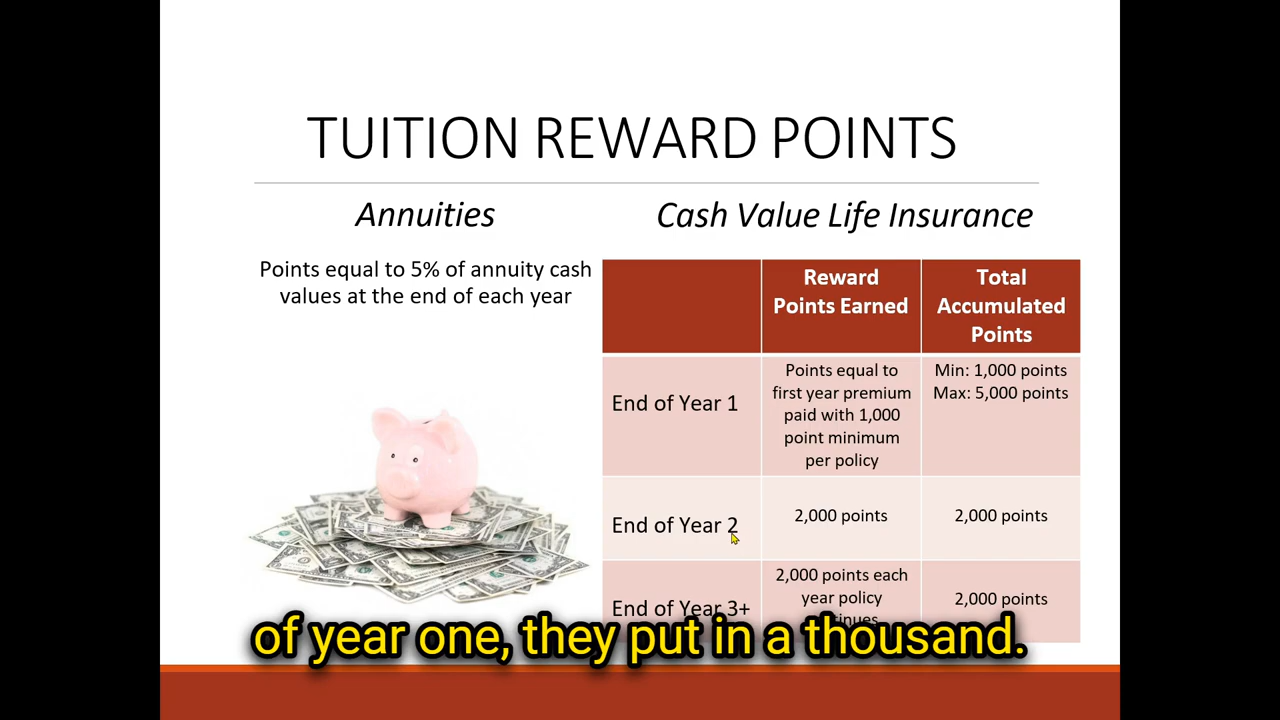 TUITION REWARD POINTS
Annuities
Points equal to 5% of annuity cash
values at the end of each year
Cash Value Life Insurance
Reward
Points Earned
Total
Accumulated
Points
End of Year 1
Points equal to
first year premium
paid with 1,000
point minimum
per policy
Min: 1,000 points
Max: 5,000 points
End of Year 2
2,000 points
2,000 points
End of Year 3+
2,000 points each
year policy
2,000 points
of year one, they put in a thousand.